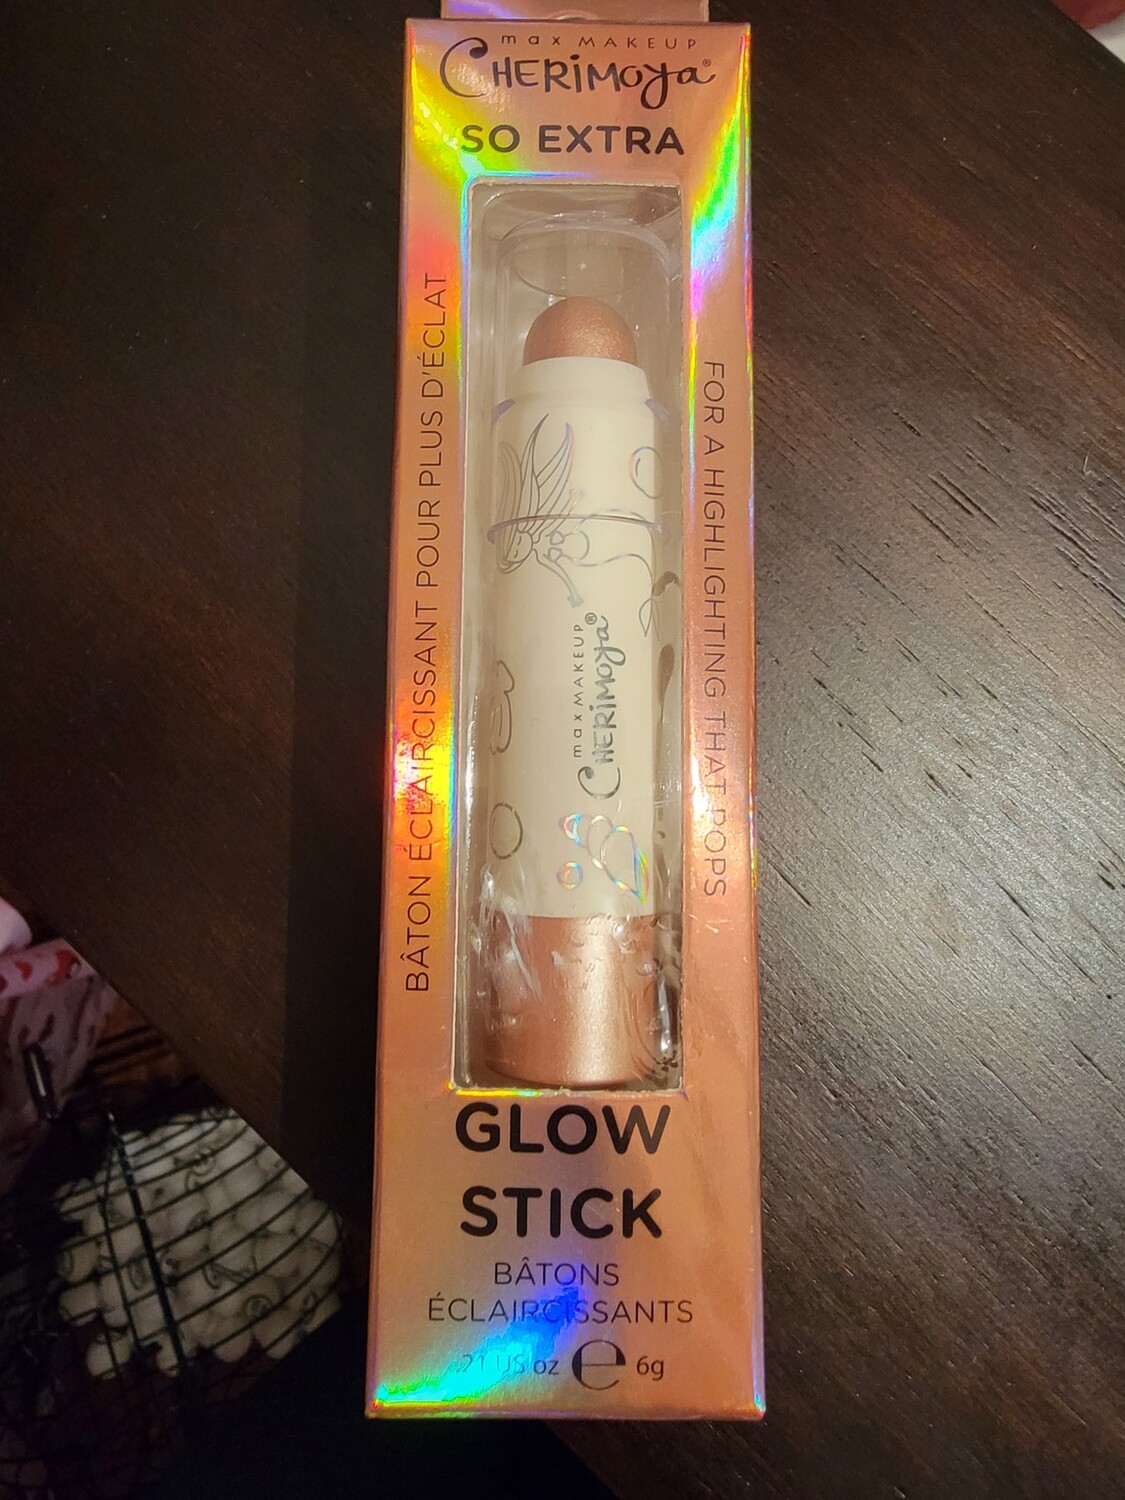 max MAKEUP
CHERiMOya®
SO EXTRA
BÂTON ÉCLAIRCISSANT POUR PLUS D'ÉCLAT
FOR A HIGHLIGHTING THAT POPS
max MAKEUP
CHERiMOya®
GLOW
STICK
BÂTONS
ÉCLAIRCISSANTS
.21 US oz e 6g